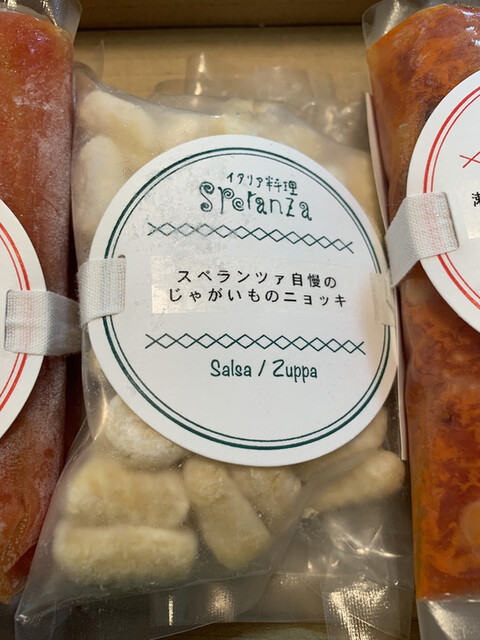 イタリア料理
Speranza
スペランツァ自慢の
じゃがいものニョッキ
Salsa / Zuppa